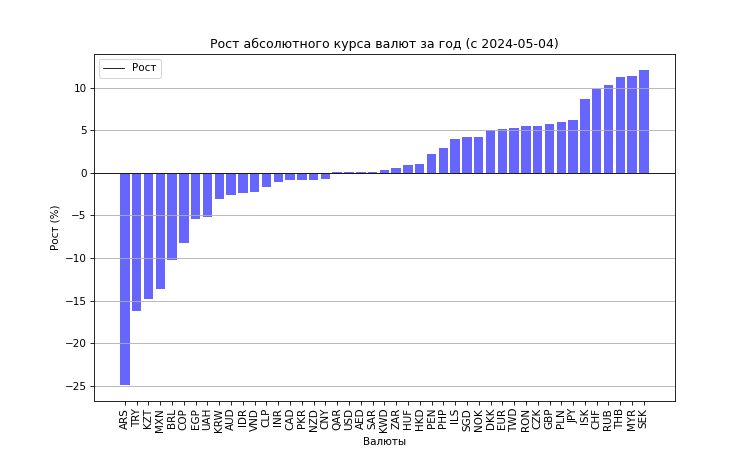 Рост абсолютного курса валют за год (с 2024-05-04)
Рост
10
5
0
−5
−10
−15
−20
−25
Рост (%)
ARS TRY KZT MXN BRL COP EGP UAH KRW AUD IDR VND CLP INR CAD PKR NZD CNY QAR USD AED SAR KWD ZAR HUF HKD PEN PHP ILS SGD NOK DKK EUR TWD RON CZK GBP PLN JPY ISK CHF RUB THB MYR SEK
Валюты